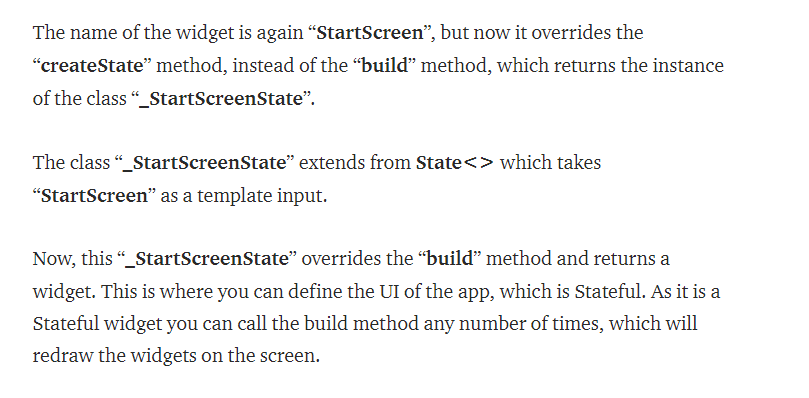 The name of the widget is again “StartScreen”, but now it overrides the
“createState” method, instead of the “build” method, which returns the instance
of the class “_StartScreenState”.
The class “_StartScreenState” extends from State<> which takes
“StartScreen” as a template input.
Now, this “_StartScreenState” overrides the “build” method and returns a
widget. This is where you can define the UI of the app, which is Stateful. As it is a
Stateful widget you can call the build method any number of times, which will
redraw the widgets on the screen.